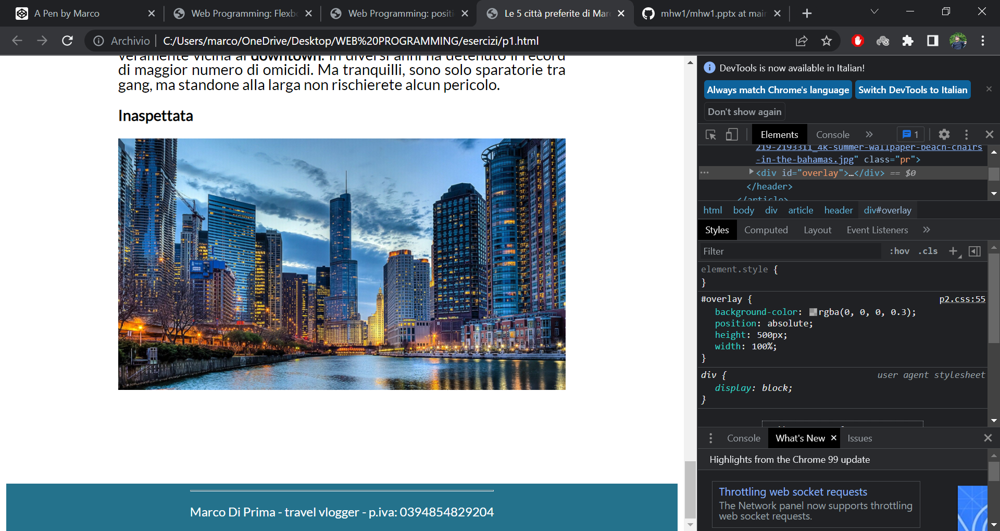 A Pen by Marco
Web Programming: Flexb
Web Programming: positi
Le 5 città preferite di Mar
mhw1/mhw1.pptx at mai
Archivio
C:/Users/marco/OneDrive/Desktop/WEB%20PROGRAMMING/esercizi/p1.html
veramente vicina al downtown. In diversi anni ha detenuto il record
di maggior numero di omicidi. Ma tranquilli, sono solo sparatorie tra
gang, ma standone alla larga non rischierete alcun pericolo.
Inaspettata
Marco Di Prima - travel vlogger - p.iva: 0394854829204
DevTools is now available in Italian!
Always match Chrome's language
Switch DevTools to Italian
Don't show again
Elements
Console
1
219-2193311_4k-summer-wallpaper-beach-chairs
-in-the-bahamas.jpg" class="pr">
<div id="overlay">…</div> == $0
</header>
</article>
html body div article header div#overlay
Styles
Computed
Layout
Event Listeners
Filter
:hov .cls
element.style {
}
#overlay {
p2.css:55
background-color: rgba(0, 0, 0, 0.3);
position: absolute;
height: 500px;
width: 100%;
}
div {
user agent stylesheet
display: block;
}
Console
What's New
Issues
Highlights from the Chrome 99 update
Throttling web socket requests
The Network panel now supports throttling
web socket requests.